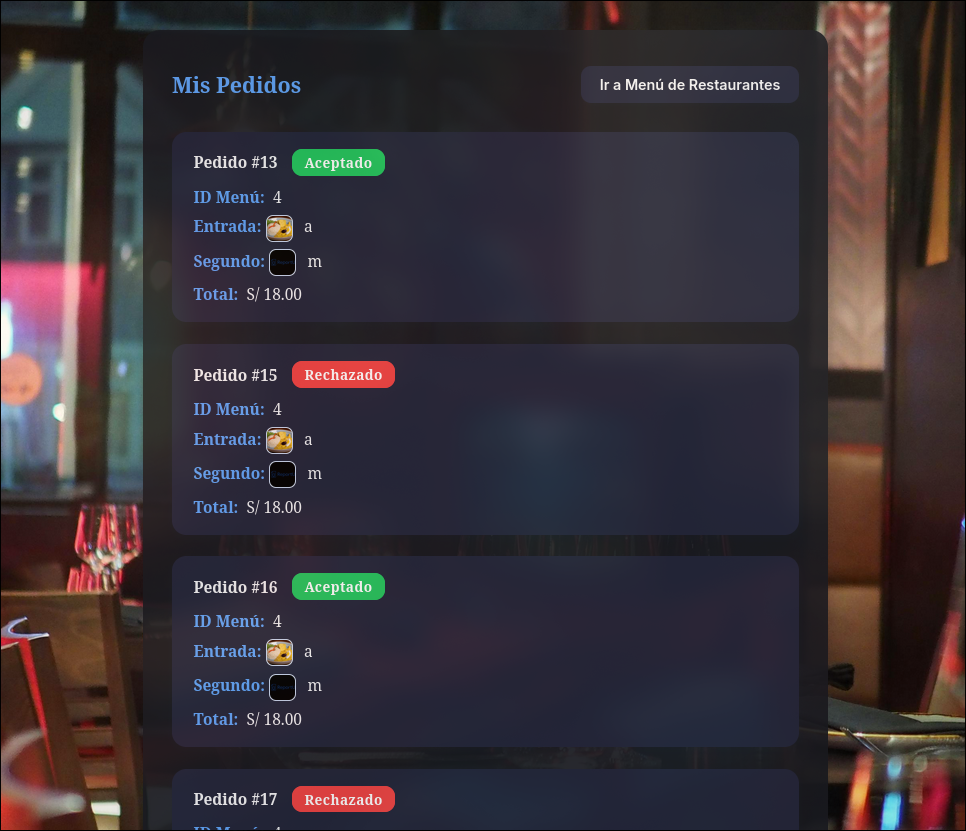 Mis Pedidos
Ir a Menú de Restaurantes
Pedido #13 Aceptado
ID Menú: 4
Entrada: a
Segundo: m
Total: S/ 18.00
Pedido #15 Rechazado
ID Menú: 4
Entrada: a
Segundo: m
Total: S/ 18.00
Pedido #16 Aceptado
ID Menú: 4
Entrada: a
Segundo: m
Total: S/ 18.00
Pedido #17 Rechazado